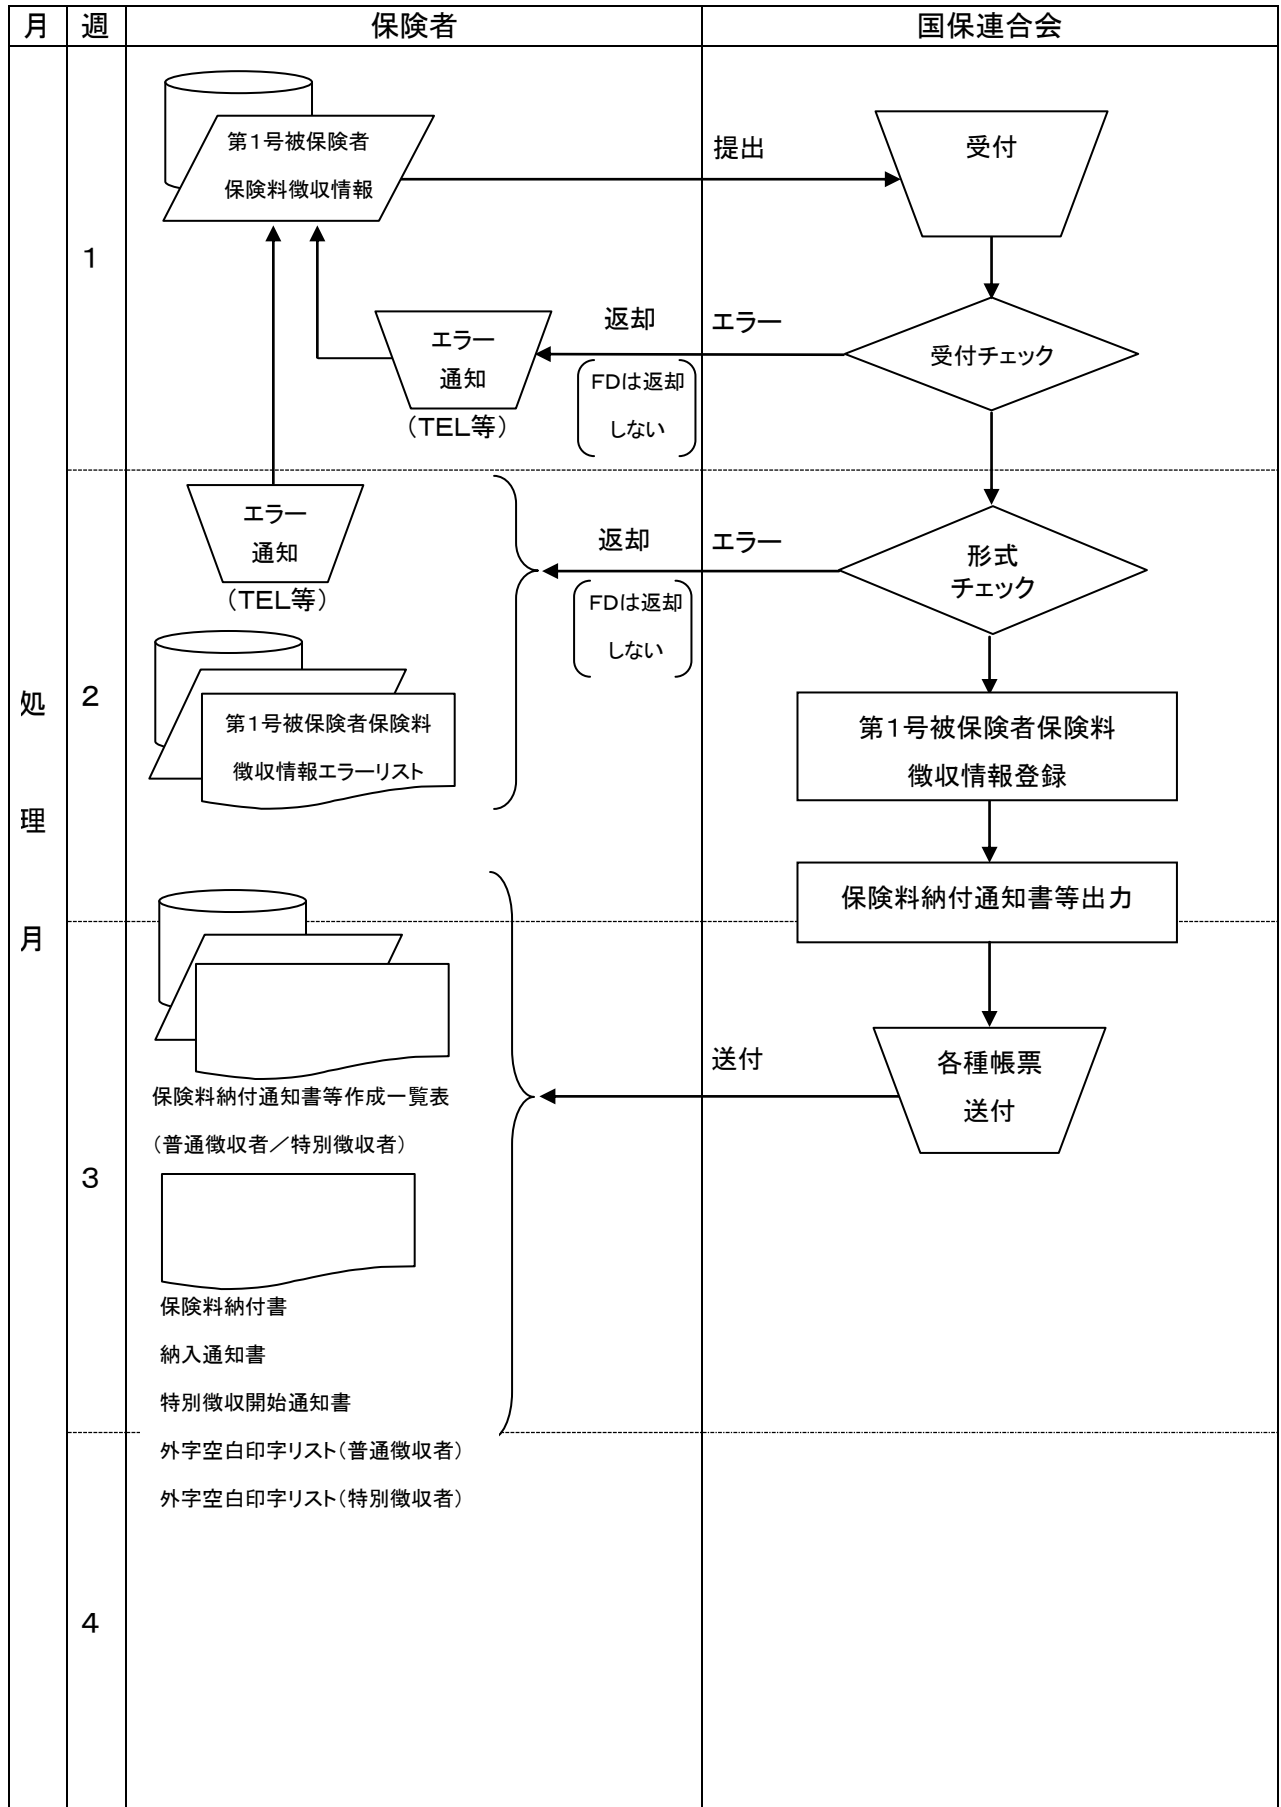 月
週
保険者
国保連合会
第１号被保険者
保険料徴収情報
提出
受付
1
返却
エラー
エラー
通知
受付チェック
FDは返却
しない
（TEL等）
エラー
通知
（TEL等）
返却
エラー
形式
チェック
FDは返却
しない
処
理
月
2
第１号被保険者保険料
徴収情報エラーリスト
第１号被保険者保険料
徴収情報登録
保険料納付通知書等出力
送付
各種帳票
送付
保険料納付通知書等作成一覧表
（普通徴収者／特別徴収者）
3
保険料納付書
納入通知書
特別徴収開始通知書
外字空白印字リスト（普通徴収者）
外字空白印字リスト（特別徴収者）
4